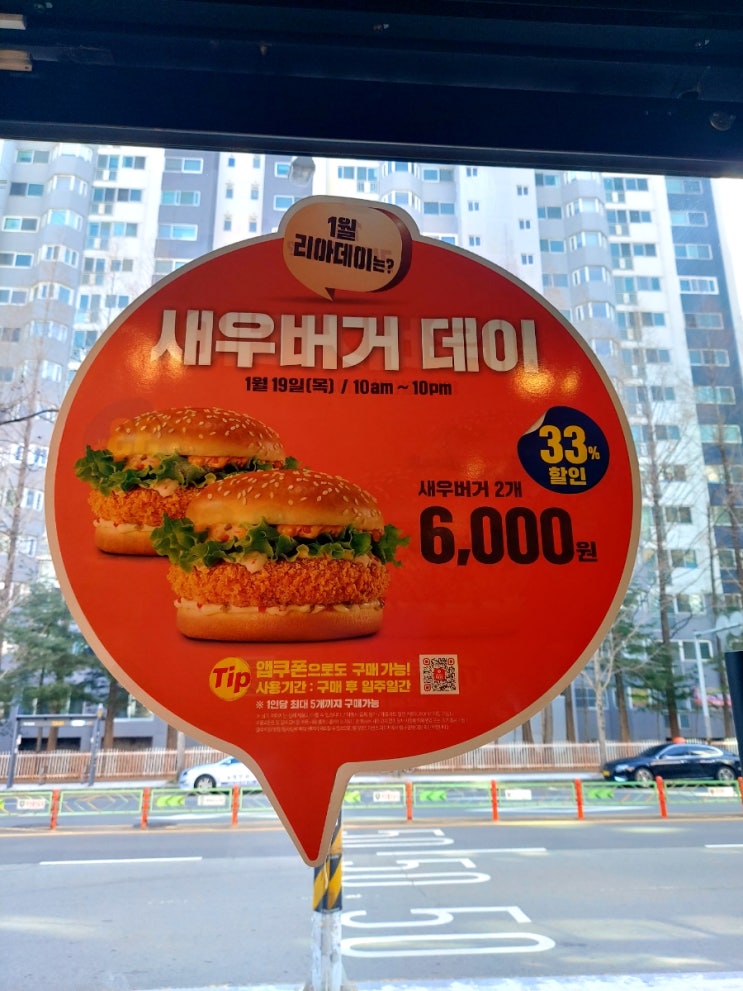 1월
리아데이는?
새우버거 데이
1월 19일(목) / 10am ~ 10pm
33%
할인
새우버거 2개
6,000원
Tip 앱쿠폰으로도 구매 가능!
사용기간 : 구매 후 일주일간
※ 1인당 최대 5개까지 구매가능
50
50
50